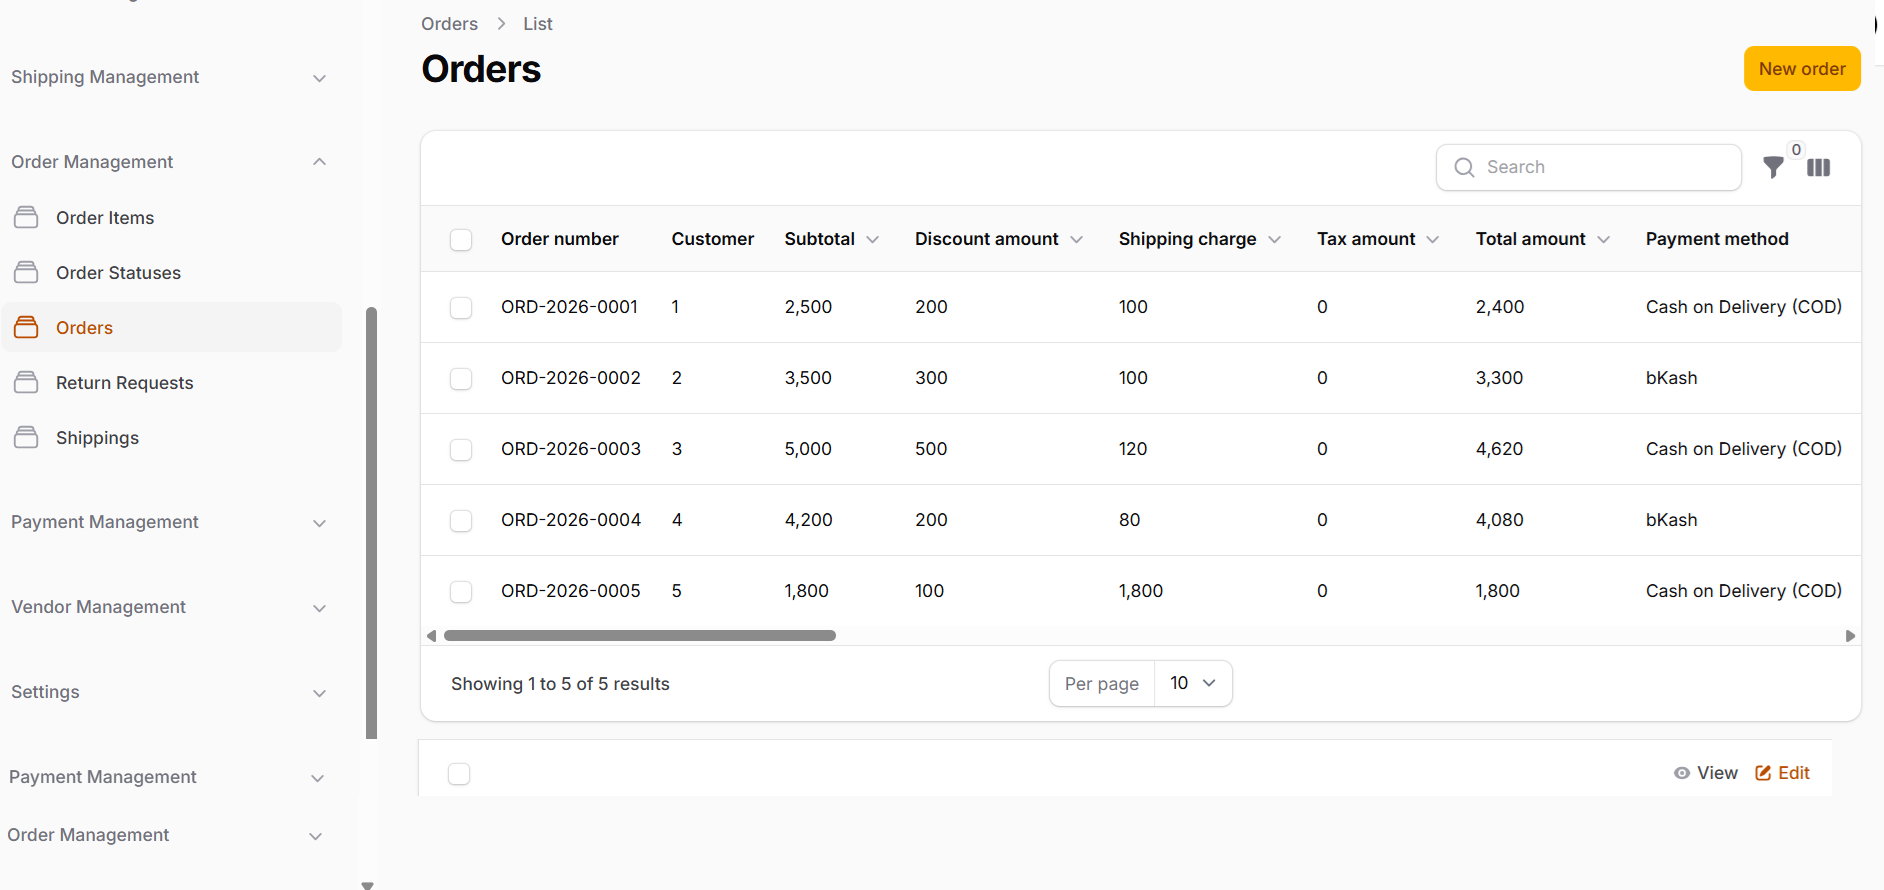 Orders > List
Orders
New order
Shipping Management
Order Management
Order Items
Order Statuses
Orders
Return Requests
Shippings
Payment Management
Vendor Management
Settings
Payment Management
Order Management
Search
0
Order number Customer Subtotal Discount amount Shipping charge Tax amount Total amount Payment method
ORD-2026-0001 1 2,500 200 100 0 2,400 Cash on Delivery (COD)
ORD-2026-0002 2 3,500 300 100 0 3,300 bKash
ORD-2026-0003 3 5,000 500 120 0 4,620 Cash on Delivery (COD)
ORD-2026-0004 4 4,200 200 80 0 4,080 bKash
ORD-2026-0005 5 1,800 100 1,800 0 1,800 Cash on Delivery (COD)
Showing 1 to 5 of 5 results
Per page 10
View Edit